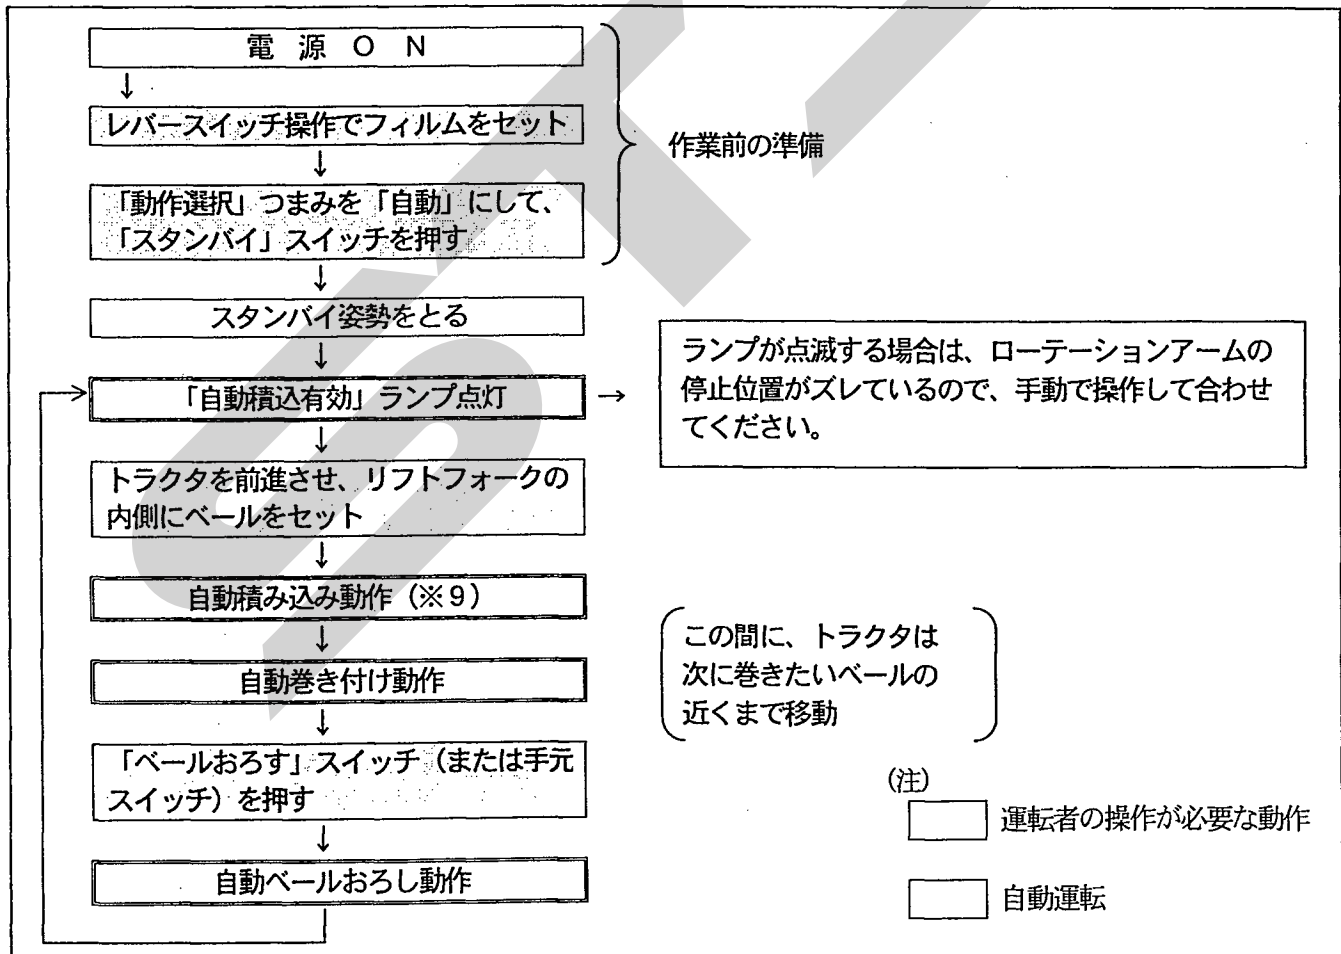 電源ON
↓
レバースイッチ操作でフィルムをセット
↓
「動作選択」つまみを「自動」にして、
「スタンバイ」スイッチを押す
作業前の準備
↓
スタンバイ姿勢をとる
↓
「自動積込有効」ランプ点灯
→
ランプが点滅する場合は、ローテーションアームの
停止位置がズレているので、手動で操作して合わせ
てください。
↓
トラクタを前進させ、リフトフォークの
内側にベールをセット
↓
自動積み込み動作(※9)
↓
自動巻き付け動作
この間に、トラクタは
次に巻きたいベールの
近くまで移動
↓
「ベールおろす」スイッチ(または手元
スイッチ)を押す
↓
自動ベールおろし動作
(注)
運転者の操作が必要な動作
自動運転